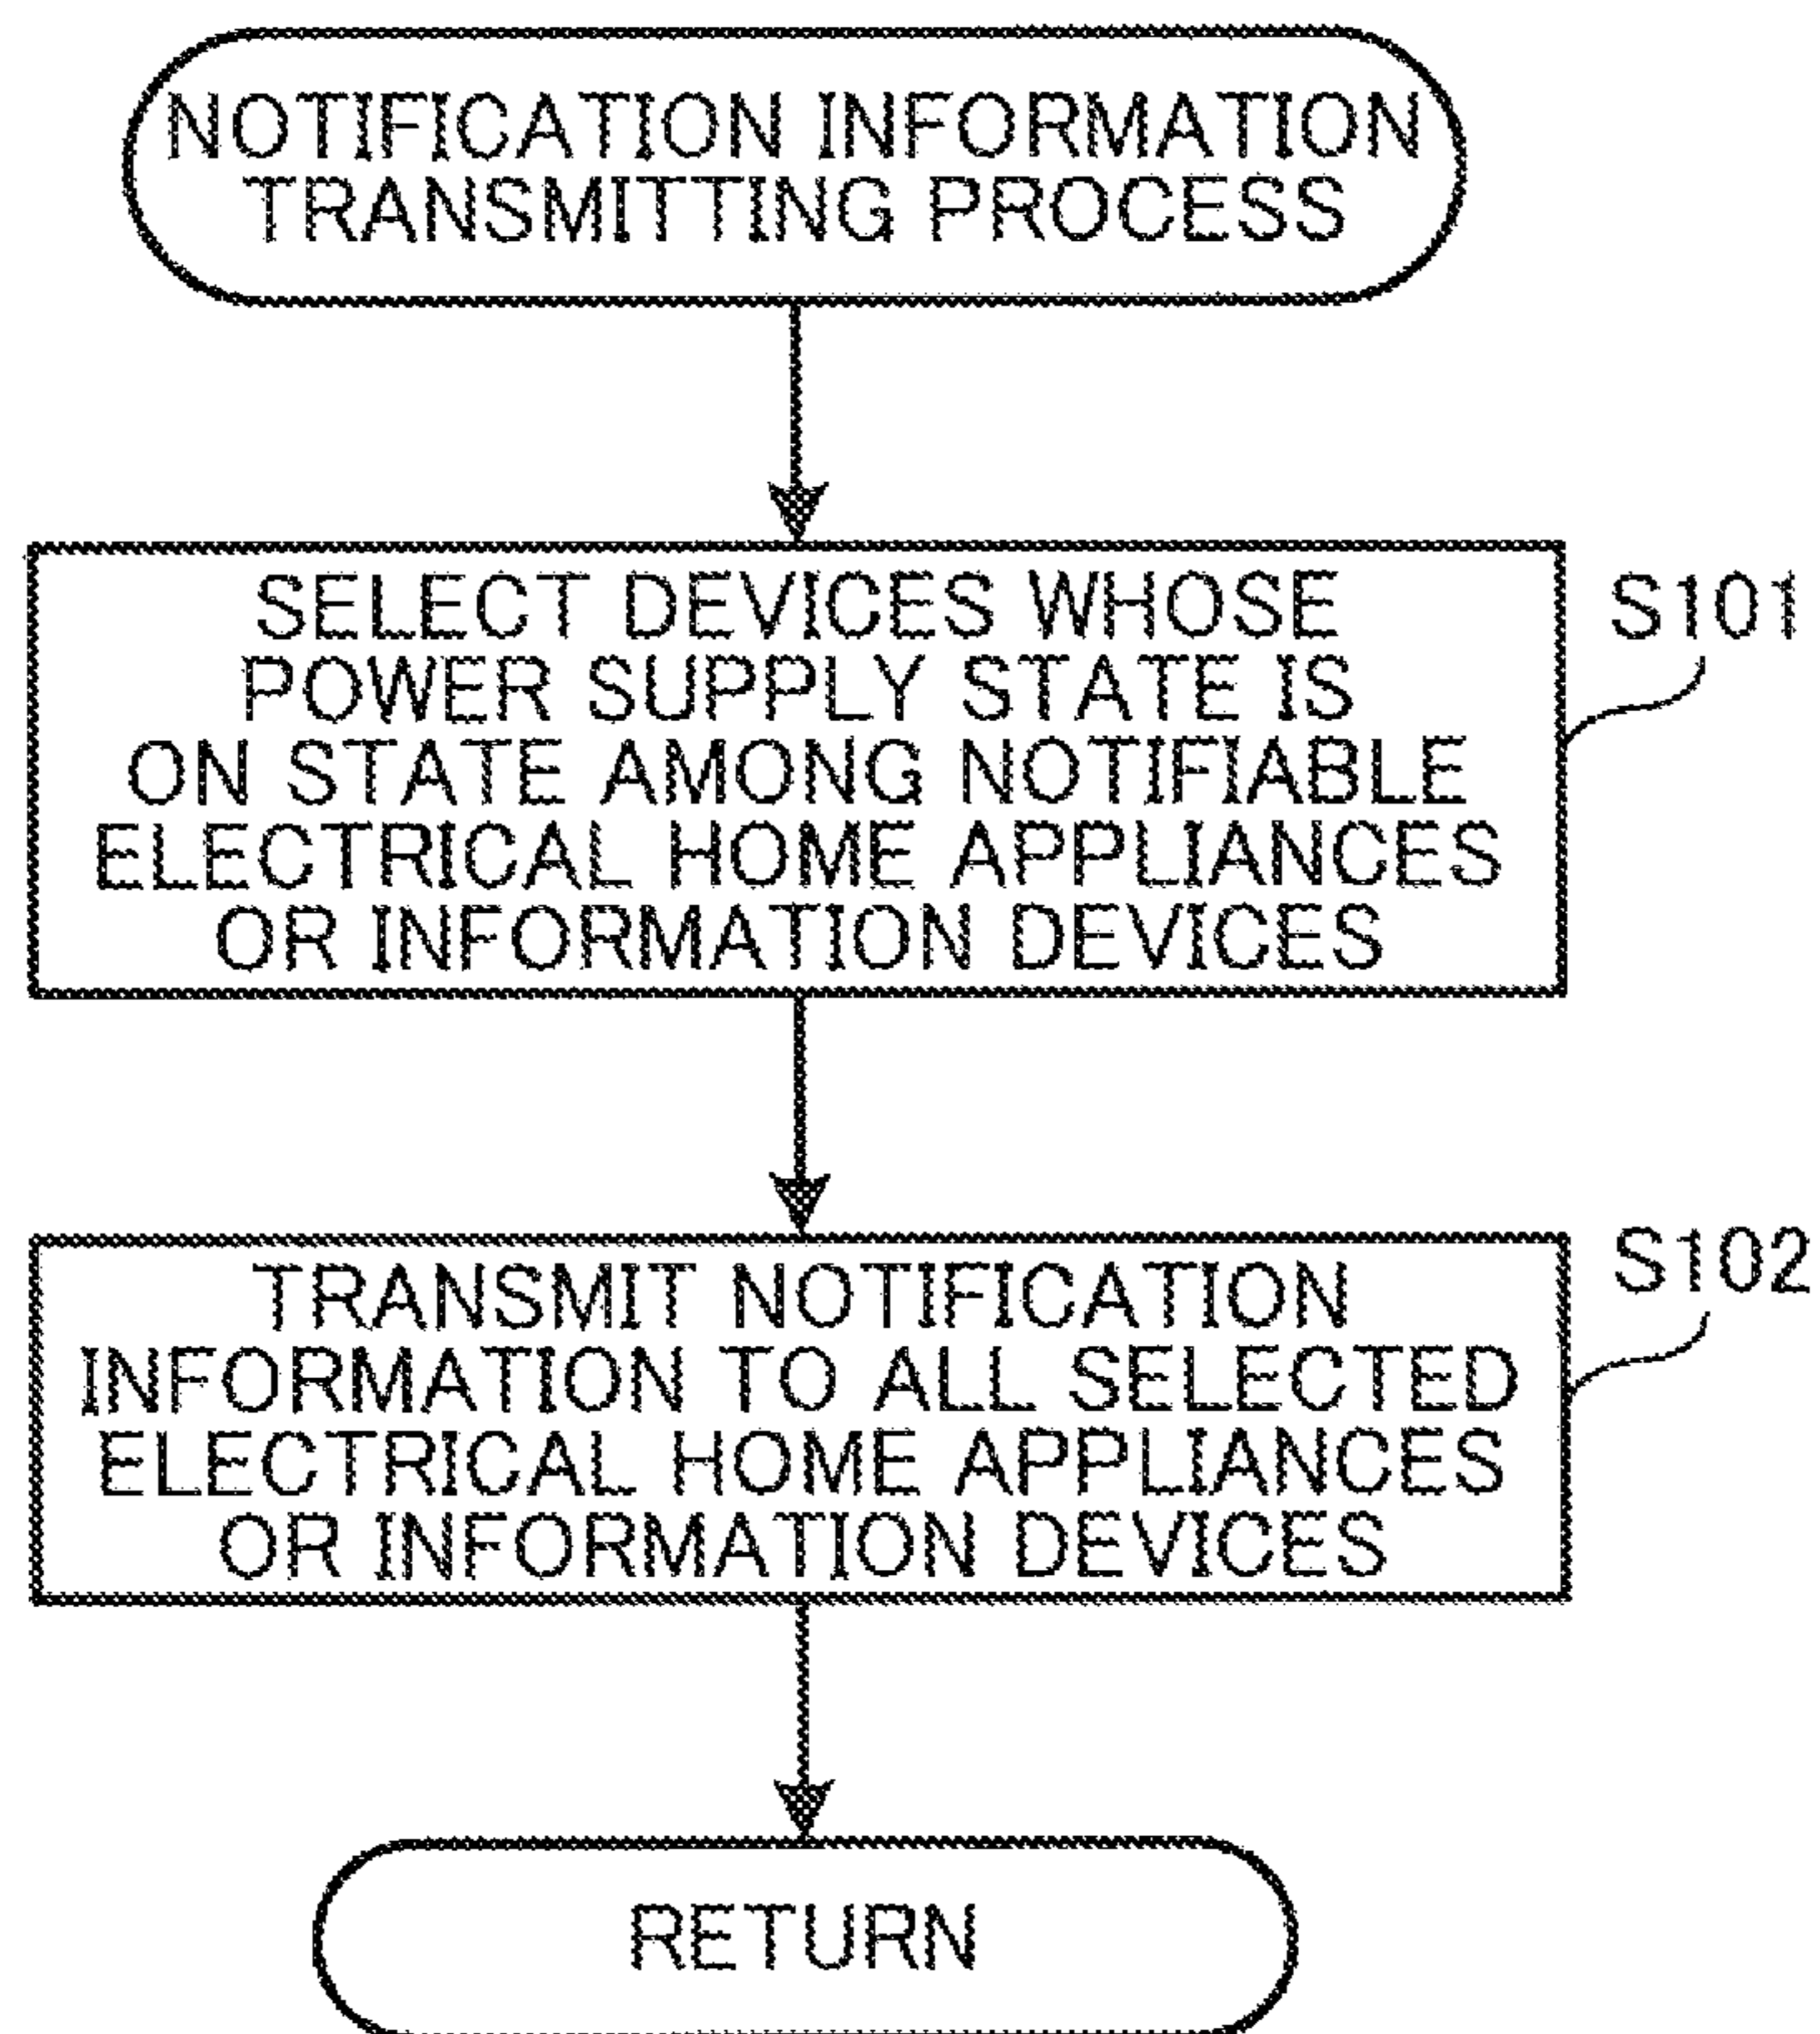 NOTIFICATION INFORMATION
TRANSMITTING PROCESS
SELECT DEVICES WHOSE
POWER SUPPLY STATE IS
ON STATE AMONG NOTIFIABLE
ELECTRICAL HOME APPLIANCES
OR INFORMATION DEVICES
S101
TRANSMIT NOTIFICATION
INFORMATION TO ALL SELECTED
ELECTRICAL HOME APPLIANCES
OR INFORMATION DEVICES
S102
RETURN